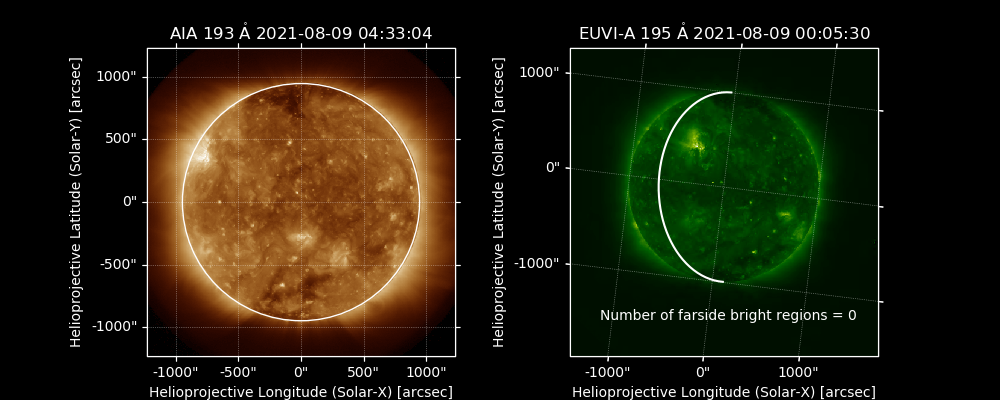 AIA 193 Å 2021-08-09 04:33:04
Helioprojective Latitude (Solar-Y) [arcsec]
1000"
500"
0"
-500"
-1000"
-1000"
-500"
0"
500"
1000"
Helioprojective Longitude (Solar-X) [arcsec]
EUVI-A 195 Å 2021-08-09 00:05:30
Helioprojective Latitude (Solar-Y) [arcsec]
1000"
0"
-1000"
Number of farside bright regions = 0
-1000"
0"
1000"
Helioprojective Longitude (Solar-X) [arcsec]